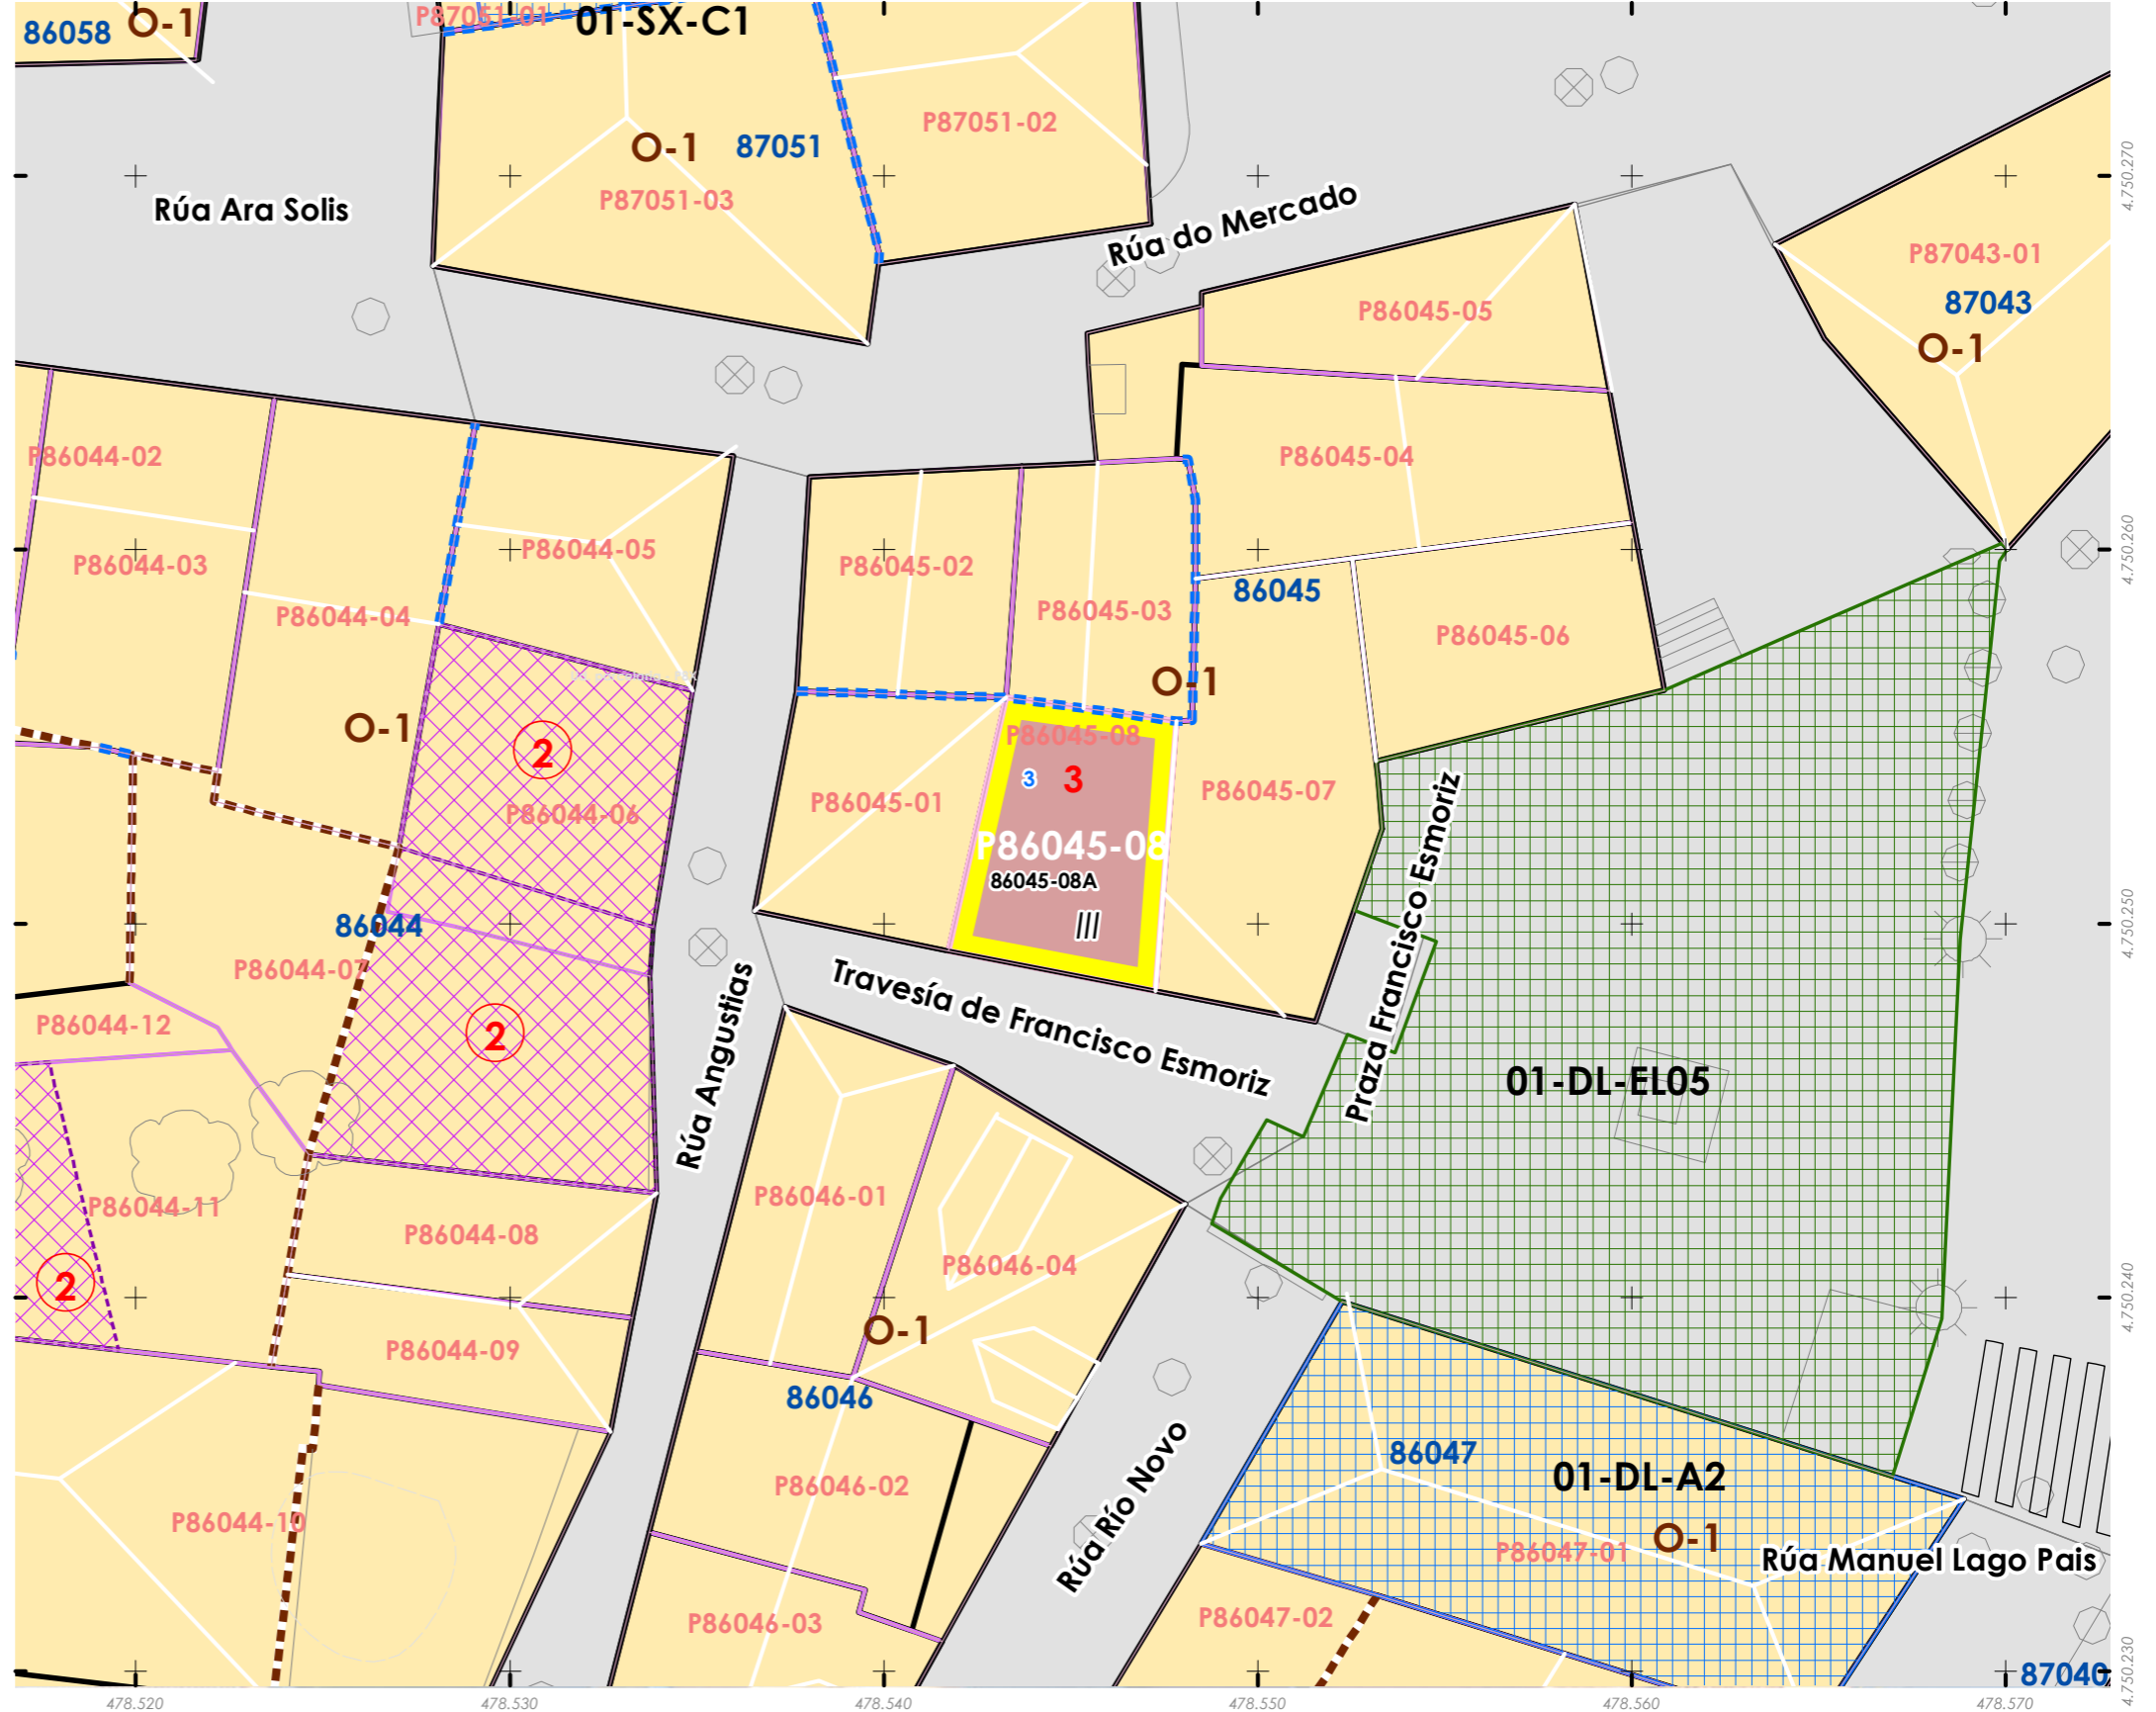 P87051-01
01-SX-C1
O-1
86058
P87051-02
O-1
87051
P87051-03
4.750.270
Rúa Ara Solis
Rúa do Mercado
P87043-01
87043
O-1
P86045-05
P86044-02
P86045-04
P86044-05
4.750.260
P86044-03
P86045-02
86045
P86045-03
P86044-04
P86045-06
O-1
O-1
P86045-08
2
3
3
P86045-07
P86045-01
P86044-06
P86045-08
86045-08A
III
Praza Francisco Esmoriz
86044
4.750.250
P86044-07
Travesía de Francisco Esmoriz
P86044-12
2
Rúa Angustias
01-DL-EL05
P86046-01
P86044-11
P86044-08
P86046-04
2
4.750.240
O-1
P86044-09
86046
86047
01-DL-A2
P86046-02
Rúa Río Novo
P86044-10
O-1
P86047-01
Rúa Manuel Lago Pais
P86046-03
P86047-02
87040
4.750.230
478.520
478.530
478.540
478.550
478.560
478.570